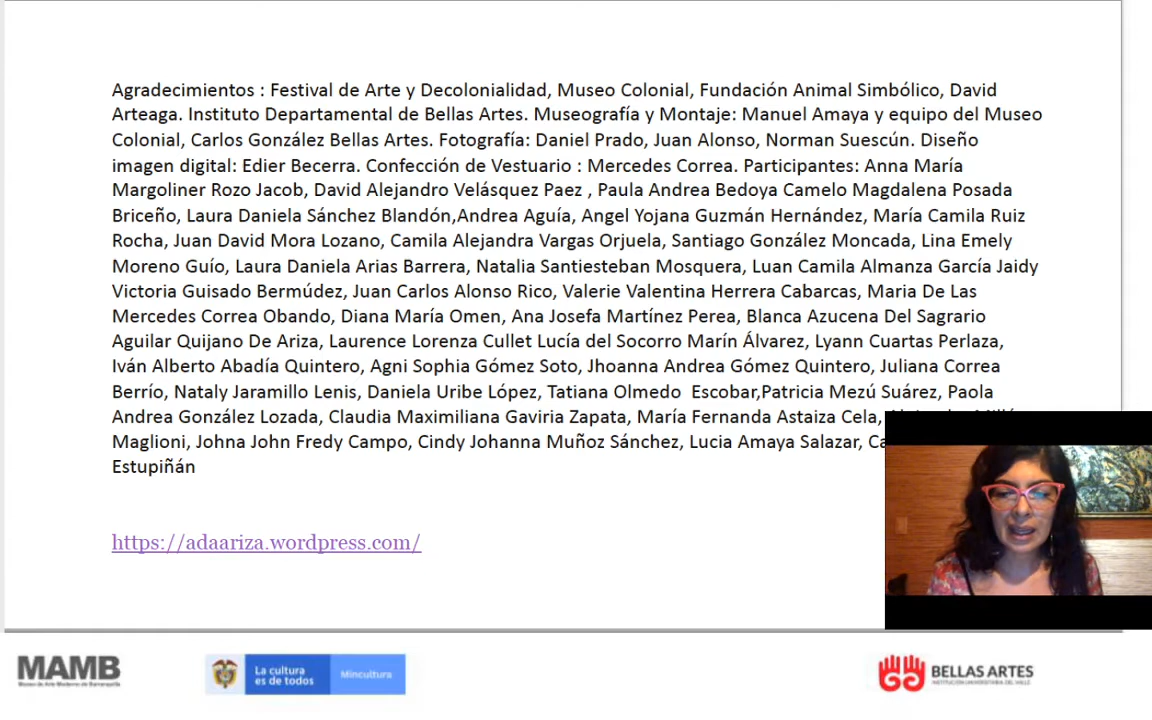 Agradecimientos : Festival de Arte y Decolonialidad, Museo Colonial, Fundación Animal Simbólico, David
Arteaga. Instituto Departamental de Bellas Artes. Museografía y Montaje: Manuel Amaya y equipo del Museo
Colonial, Carlos González Bellas Artes. Fotografía: Daniel Prado, Juan Alonso, Norman Suescún. Diseño
imagen digital: Edier Becerra. Confección de Vestuario : Mercedes Correa. Participantes: Anna María
Margoliner Rozo Jacob, David Alejandro Velásquez Paez , Paula Andrea Bedoya Camelo Magdalena Posada
Briceño, Laura Daniela Sánchez Blandón,Andrea Aguía, Angel Yojana Guzmán Hernández, María Camila Ruiz
Rocha, Juan David Mora Lozano, Camila Alejandra Vargas Orjuela, Santiago González Moncada, Lina Emely
Moreno Guío, Laura Daniela Arias Barrera, Natalia Santiesteban Mosquera, Luan Camila Almanza García Jaidy
Victoria Guisado Bermúdez, Juan Carlos Alonso Rico, Valerie Valentina Herrera Cabarcas, Maria De Las
Mercedes Correa Obando, Diana María Omen, Ana Josefa Martínez Perea, Blanca Azucena Del Sagrario
Aguilar Quijano De Ariza, Laurence Lorenza Cullet Lucía del Socorro Marín Álvarez, Lyann Cuartas Perlaza,
Iván Alberto Abadía Quintero, Agni Sophia Gómez Soto, Jhoanna Andrea Gómez Quintero, Juliana Correa
Berrío, Nataly Jaramillo Lenis, Daniela Uribe López, Tatiana Olmedo  Escobar,Patricia Mezú Suárez, Paola
Andrea González Lozada, Claudia Maximiliana Gaviria Zapata, María Fernanda Astaiza Cela,
Maglioni, Johna John Fredy Campo, Cindy Johanna Muñoz Sánchez, Lucia Amaya Salazar,
Estupiñán
https://adaariza.wordpress.com/
MAMB
Museo de Arte Moderno de Barranquilla
La cultura
es de todos
Mincultura
BELLAS ARTES
INSTITUCIÓN UNIVERSITARIA DEL VALLE